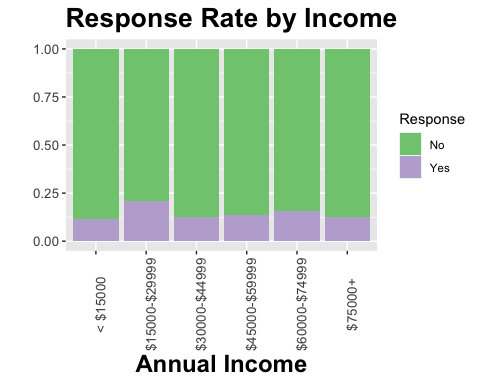 Response Rate by Income
1.00
0.75
0.50
0.25
0.00
Response
No
Yes
< $15000
$15000-$29999
$30000-$44999
$45000-$59999
$60000-$74999
$75000+
Annual Income